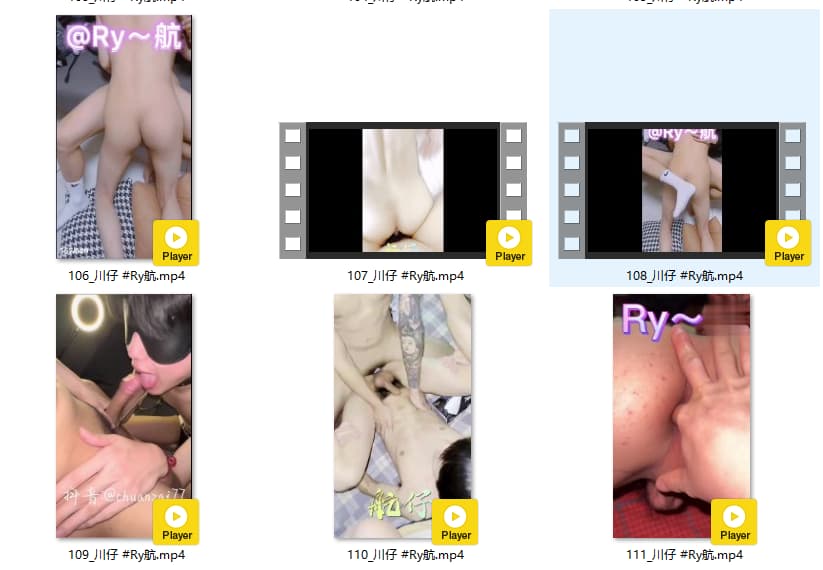 @Ry～航
@Ry～航
Player
Player
Player
106_川仔 #Ry航.mp4
107_川仔 #Ry航.mp4
108_川仔 #Ry航.mp4
Ry～
抖音@chuanzai77
航仔
Player
Player
Player
109_川仔 #Ry航.mp4
110_川仔 #Ry航.mp4
111_川仔 #Ry航.mp4